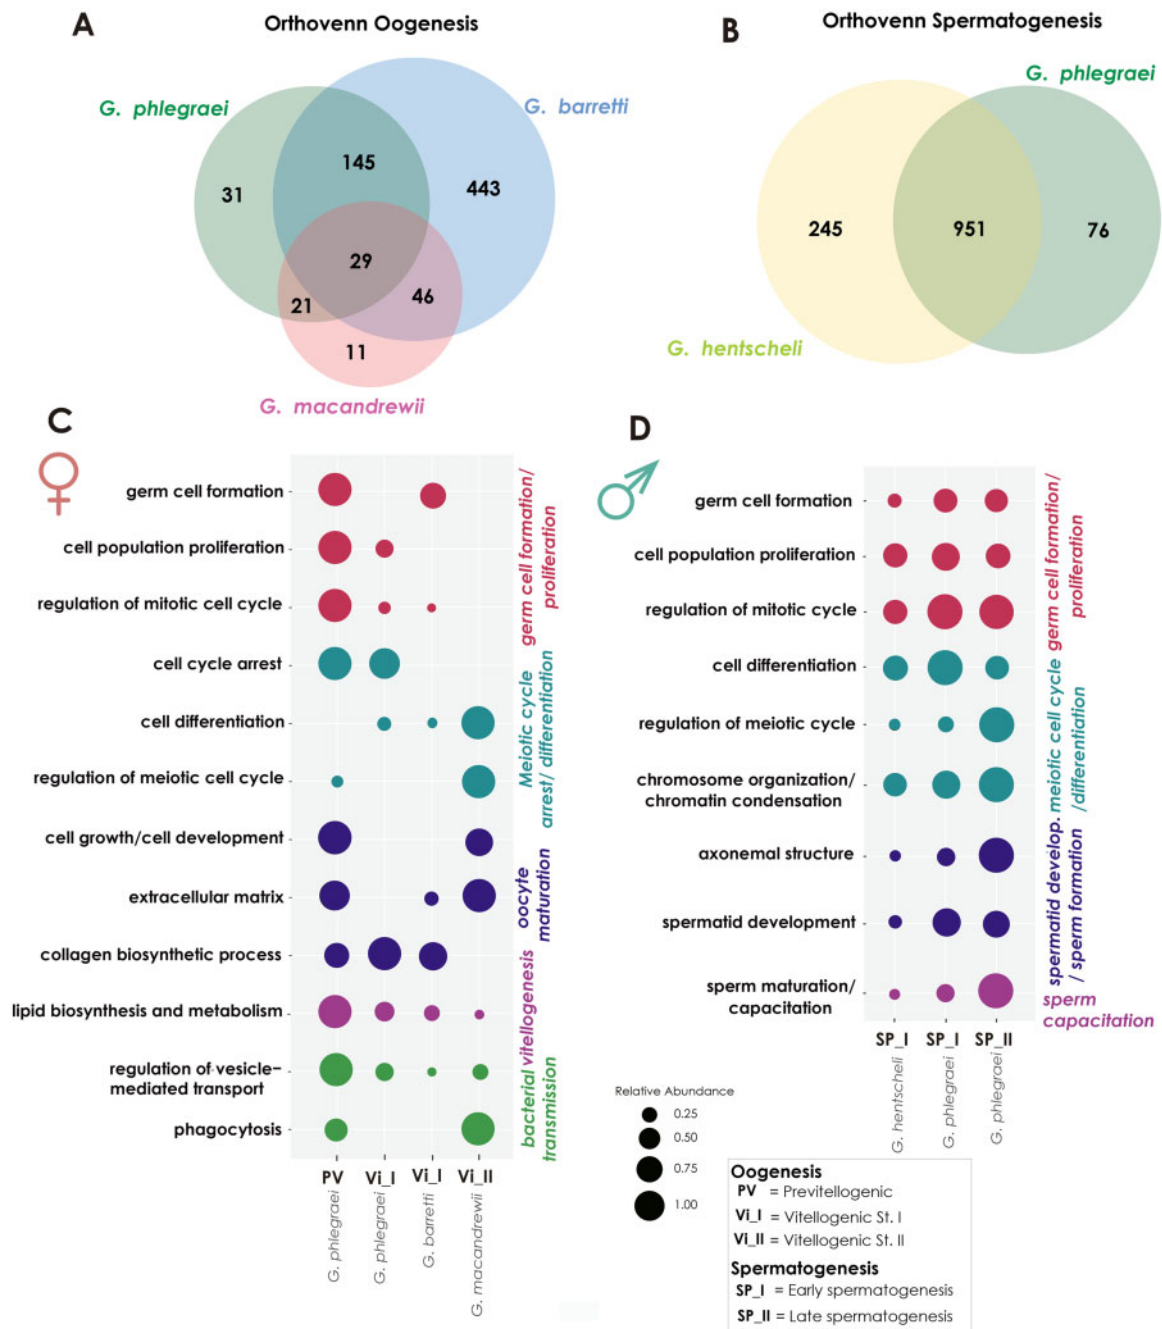 A
Orthovenn Oogenesis
G. phlegraei
G. barretti
145
443
31
29
21
46
11
G. macandrewii
B
Orthovenn Spermatogenesis
G. phlegraei
245
951
76
G. hentscheli
C
germ cell formation
cell population proliferation
regulation of mitotic cell cycle
cell cycle arrest
cell differentiation
regulation of meiotic cell cycle
cell growth/cell development
extracellular matrix
collagen biosynthetic process
lipid biosynthesis and metabolism
regulation of vesicle-
mediated transport
phagocytosis
germ cell formation/
proliferation
Meiotic cycle
arrest/ differentiation
oocyte
maturation
vitellogenesis
bacterial
transmission
PV
Vi_I
Vi_I
Vi_II
G. phlegraei
G. phlegraei
G. barretti
G. macandrewii
D
germ cell formation
cell population proliferation
regulation of mitotic cycle
cell differentiation
regulation of meiotic cycle
chromosome organization/
chromatin condensation
axonemal structure
spermatid development
sperm maturation/
capacitation
germ cell formation/
proliferation
meiotic cell cycle
/differentiation
spermatid develop.
/ sperm formation
sperm
capacitation
SP_I
SP_I
SP_II
G. hentscheli
G. phlegraei
G. phlegraei
Relative Abundance
0.25
0.50
0.75
1.00
Oogenesis
PV = Previtellogenic
Vi_I = Vitellogenic St. I
Vi_II = Vitellogenic St. II
Spermatogenesis
SP_I = Early spermatogenesis
SP_II = Late spermatogenesis